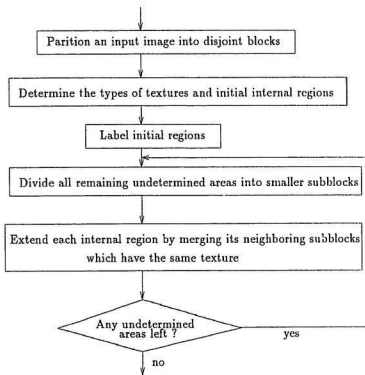 Parition an input image into disjoint blocks
Determine the types of textures and initial internal regions
Label initial regions
Divide all remaining undetermined areas into smaller subblocks
Extend each internal region by merging its neighboring subblocks
which have the same texture
Any undetermined
areas left ?
yes
no